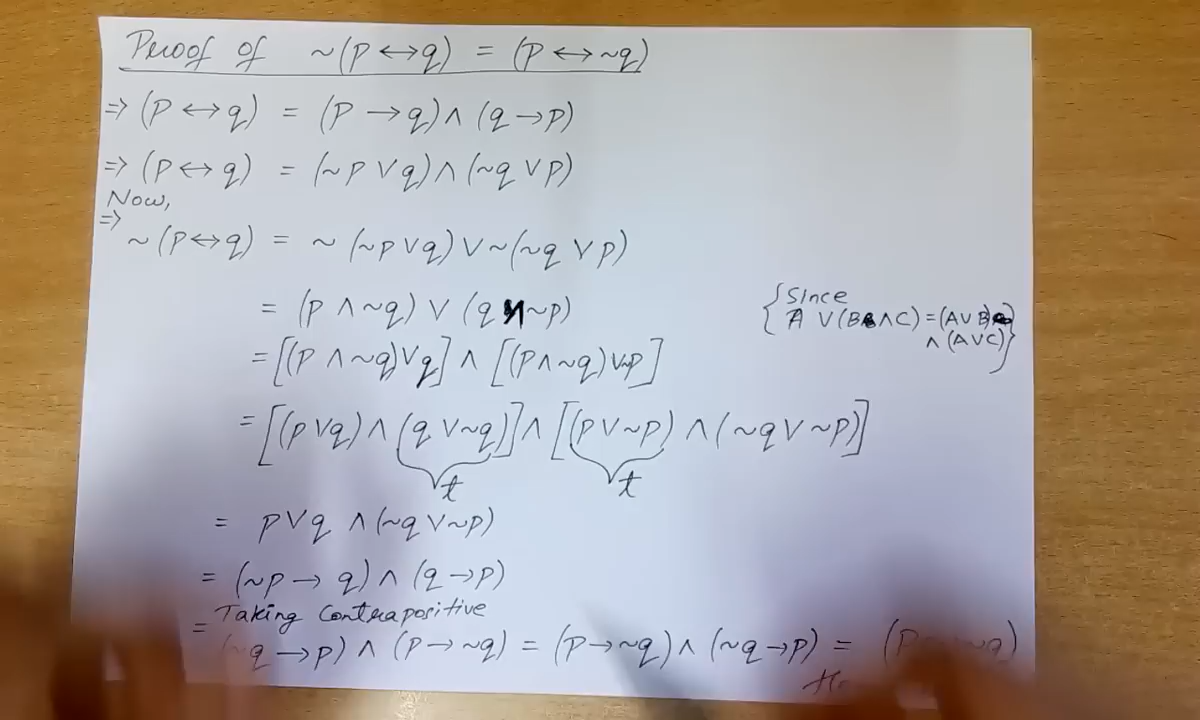 Proof of ~(p ↔ q) = (p ↔ ~q)
⇒ (p ↔ q) = (p → q) ∧ (q → p)
⇒ (p ↔ q) = (~p ∨ q) ∧ (~q ∨ p)
Now,
⇒ ~(p ↔ q) = ~(~p ∨ q) ∨ ~(~q ∨ p)
= (p ∧ ~q) ∨ (q ∧ ~p)
{Since
A ∨ (B ∧ C) = (A ∨ B)
∧ (A ∨ C)}
= [(p ∧ ~q) ∨ q] ∧ [(p ∧ ~q) ∨ ~p]
= [(p ∨ q) ∧ (q ∨ ~q)] ∧ [(p ∨ ~p) ∧ (~q ∨ ~p)]
t t
= p ∨ q ∧ (~q ∨ ~p)
= (~p → q) ∧ (q → p)
Taking Contrapositive
= (~q → p) ∧ (p → ~q) = (p → ~q) ∧ (~q → p) =